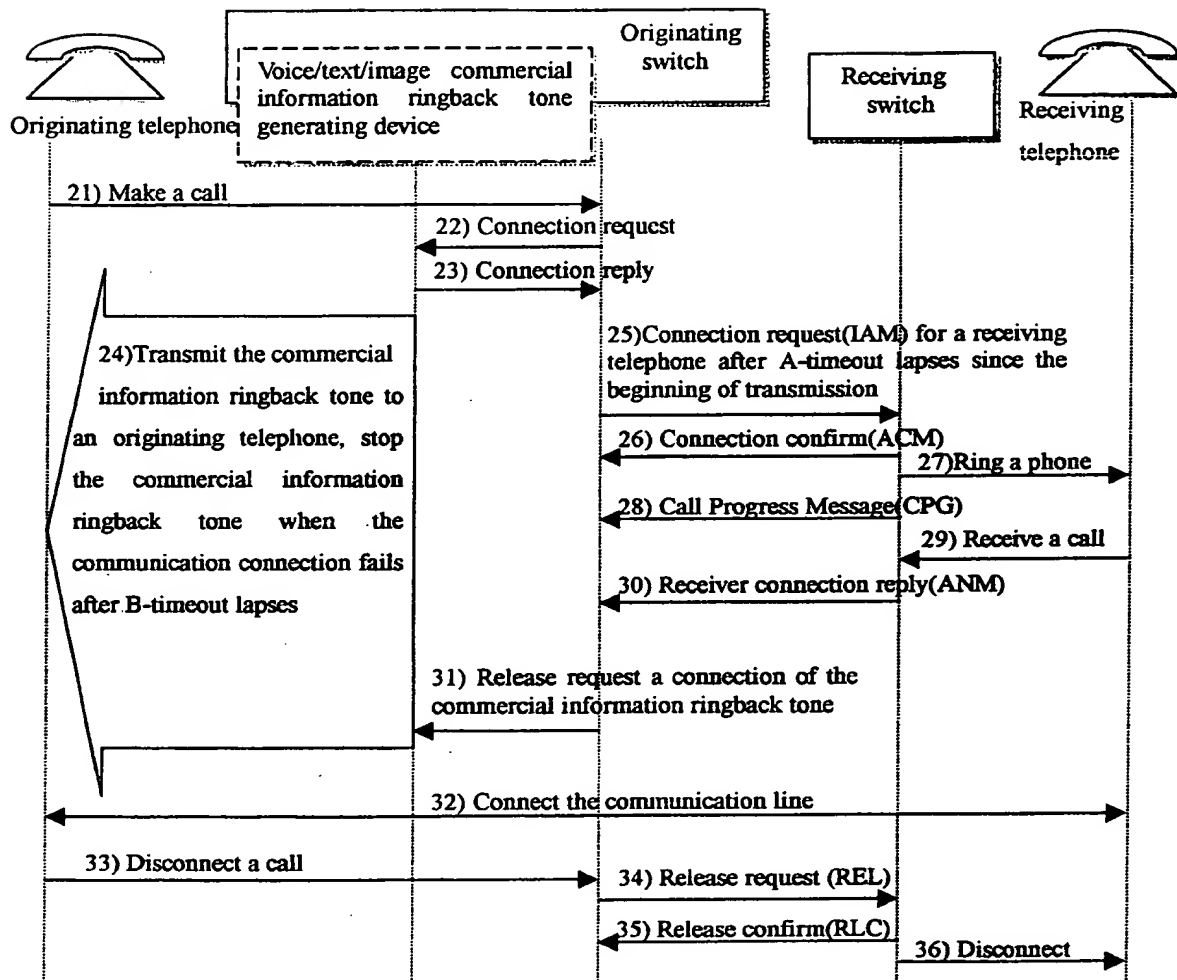 Originating
switch
Voice/text/image commercial
information ringback tone
generating device
Receiving
switch
Originating telephone
Receiving
telephone
21) Make a call
22) Connection request
23) Connection reply
24)Transmit the commercial
information ringback tone to
an originating telephone, stop
the commercial information
ringback tone when the
communication connection fails
after B-timeout lapses
25)Connection request(IAM) for a receiving
telephone after A-timeout lapses since the
beginning of transmission
26) Connection confirm(ACM)
27)Ring a phone
28) Call Progress Message(CPG)
29) Receive a call
30) Receiver connection reply(ANM)
31) Release request a connection of the
commercial information ringback tone
32) Connect the communication line
33) Disconnect a call
34) Release request (REL)
35) Release confirm(RLC)
36) Disconnect